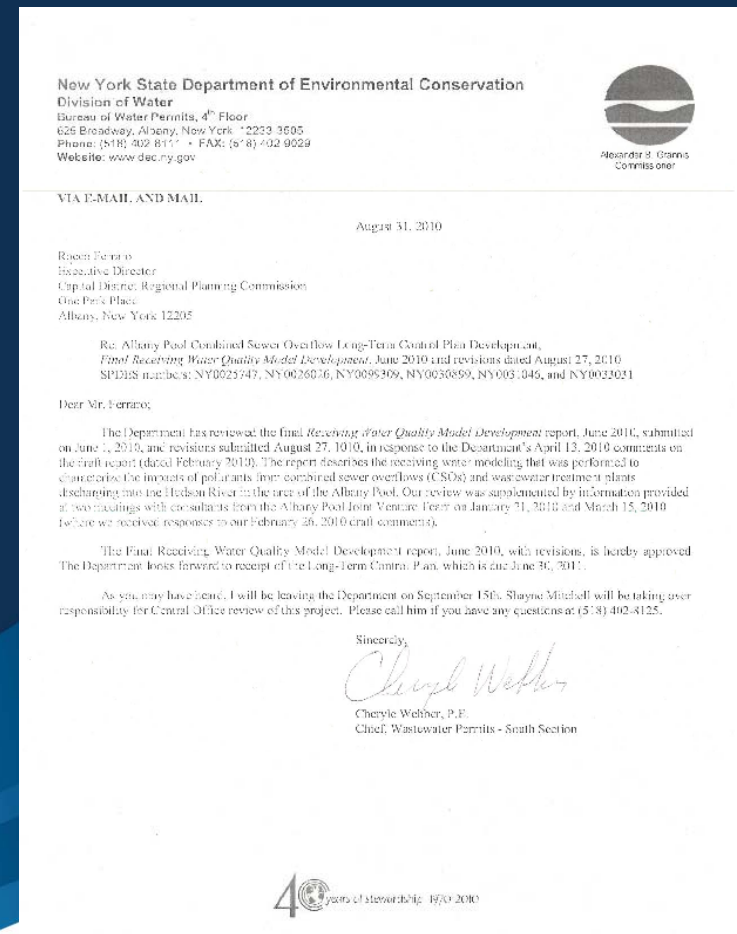 New York State Department of Environmental Conservation
Division of Water
Bureau of Water Permits, 4th Floor
625 Broadway, Albany, New York 12233-3505
Phone: (518) 402-8111 • FAX: (518) 402-9029
Website: www.dec.ny.gov
Alexander B. Grannis
Commissioner
VIA E-MAIL AND MAIL
August 31, 2010
Rocco Ferraro
Executive Director
Capital District Regional Planning Commission
One Park Place
Albany, New York 12205
Re: Albany Pool Combined Sewer Overflow Long-Term Control Plan Development,
Final Receiving Water Quality Model Development, June 2010 and revisions dated August 27, 2010
SPDES numbers: NY0025747, NY0026026, NY0099309, NY0030899, NY0031046, and NY0033031
Dear Mr. Ferraro;
The Department has reviewed the final Receiving Water Quality Model Development report, June 2010, submitted
on June 1, 2010, and revisions submitted August 27, 1010, in response to the Department's April 13, 2010 comments on
the draft report (dated February 2010). The report describes the receiving water modeling that was performed to
characterize the impacts of pollutants from combined sewer overflows (CSOs) and wastewater treatment plants
discharging into the Hudson River in the area of the Albany Pool. Our review was supplemented by information provided
at two meetings with consultants from the Albany Pool Joint Venture Team on January 21, 2010 and March 15, 2010
(where we received responses to our February 26, 2010 draft comments).
The Final Receiving Water Quality Model Development report, June 2010, with revisions, is hereby approved
The Department looks forward to receipt of the Long-Term Control Plan, which is due June 30, 2011.
As you may have heard, I will be leaving the Department on September 15th. Shayne Mitchell will be taking over
responsibility for Central Office review of this project. Please call him if you have any questions at (518) 402-8125.
Sincerely,
Cheryle Webber
Cheryle Webber, P.E.
Chief, Wastewater Permits - South Section
40 years of stewardship 1970-2010